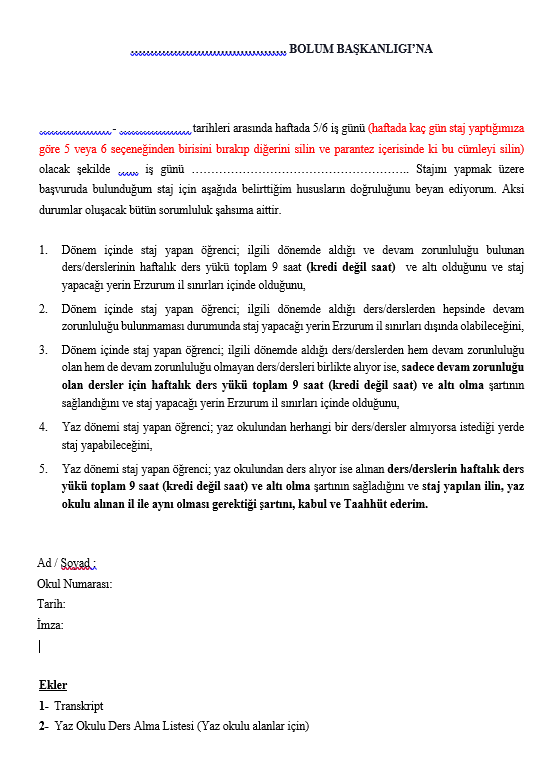 ........................................ BOLUM BAŞKANLIGI’NA
.................. - .................. tarihleri arasında haftada 5/6 iş günü (haftada kaç gün staj yaptığımıza
göre 5 veya 6 seçeneğinden birisini bırakıp diğerini silin ve parantez içerisinde ki bu cümleyi silin)
olacak şekilde ..... iş günü ………………………………………………. Stajını yapmak üzere
başvuruda bulunduğum staj için aşağıda belirttiğim hususların doğruluğunu beyan ediyorum. Aksi
durumlar oluşacak bütün sorumluluk şahsıma aittir.
1. Dönem içinde staj yapan öğrenci; ilgili dönemde aldığı ve devam zorunluluğu bulunan
ders/derslerinin haftalık ders yükü toplam 9 saat (kredi değil saat) ve altı olduğunu ve staj
yapacağı yerin Erzurum il sınırları içinde olduğunu,
2. Dönem içinde staj yapan öğrenci; ilgili dönemde aldığı ders/derslerden hepsinde devam
zorunluluğu bulunmaması durumunda staj yapacağı yerin Erzurum il sınırları dışında olabileceğini,
3. Dönem içinde staj yapan öğrenci; ilgili dönemde aldığı ders/derslerden hem devam zorunluluğu
olan hem de devam zorunluluğu olmayan ders/dersleri birlikte alıyor ise, sadece devam zorunluğu
olan dersler için haftalık ders yükü toplam 9 saat (kredi değil saat) ve altı olma şartının
sağlandığını ve staj yapacağı yerin Erzurum il sınırları içinde olduğunu,
4. Yaz dönemi staj yapan öğrenci; yaz okulundan herhangi bir ders/dersler almıyorsa istediği yerde
staj yapabileceğini,
5. Yaz dönemi staj yapan öğrenci; yaz okulundan ders alıyor ise alınan ders/derslerin haftalık ders
yükü toplam 9 saat (kredi değil saat) ve altı olma şartının sağladığını ve staj yapılan ilin, yaz
okulu alınan il ile aynı olması gerektiği şartını, kabul ve Taahhüt ederim.
Ad / Soyad :
Okul Numarası:
Tarih:
İmza:
Ekler
1- Transkript
2- Yaz Okulu Ders Alma Listesi (Yaz okulu alanlar için)